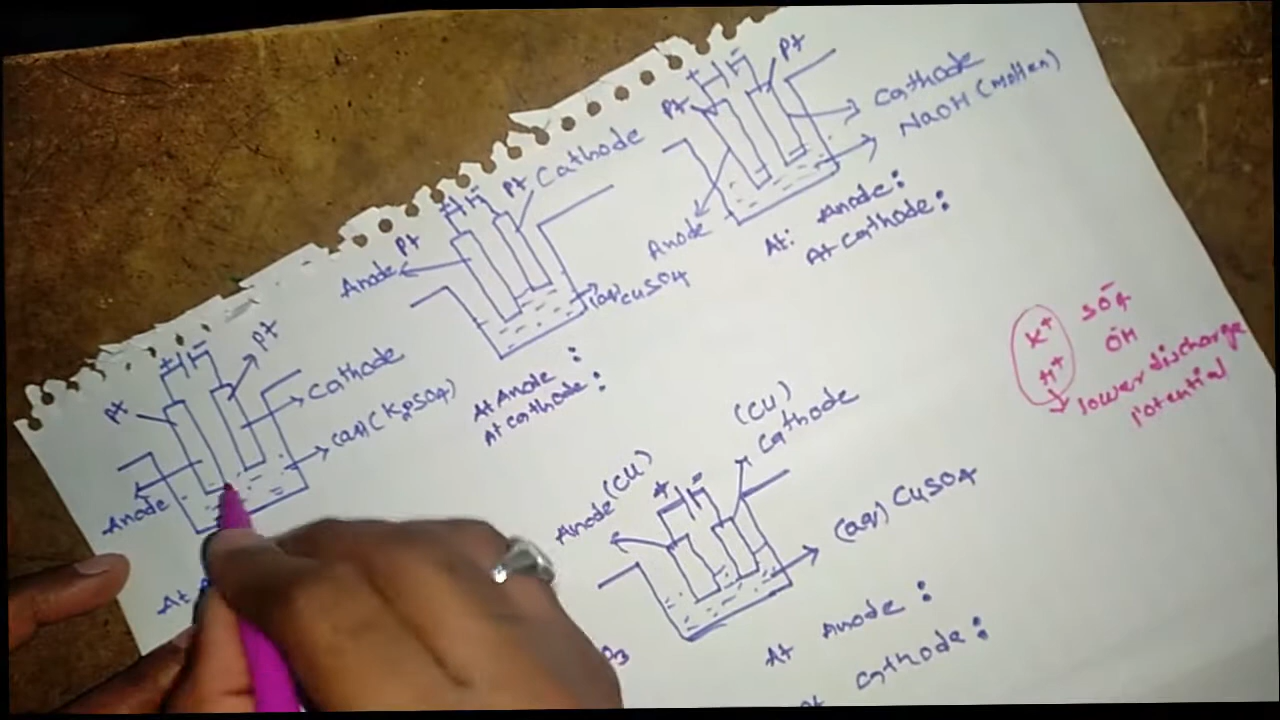 + -
Pt
Pt
Cathode
NaOH (molten)
Anode
At: Anode:
At cathode:
+ -
Pt
Pt
Cathode
Anode
(aq) CuSO4
At Anode :
At cathode:
+ -
Pt
Pt
Cathode
(aq) (K2SO4)
Anode
At
K+ SO4-
H+ OH-
lower discharge
potential
(Cu)
Cathode
Anode (Cu)
+ -
(aq) CuSO4
At Anode :
At cathode: